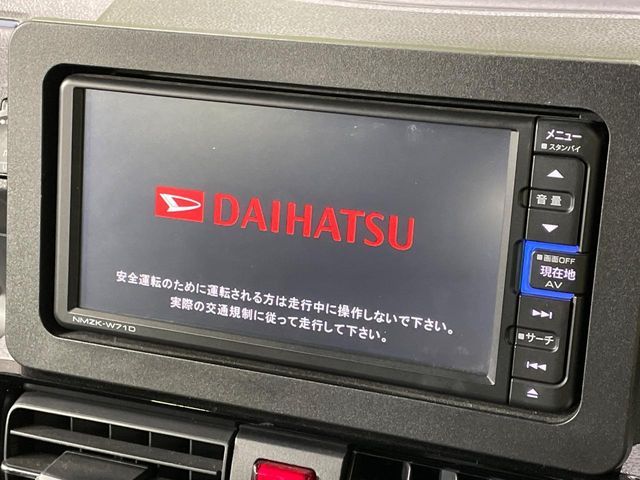 DAIHATSU
安全運転のために運転される方は走行中に操作しないで下さい。
実際の交通規制に従って走行して下さい。
NMZK-W71D
メニュー
スタンバイ
音量
画面OFF
現在地
AV
サーチ